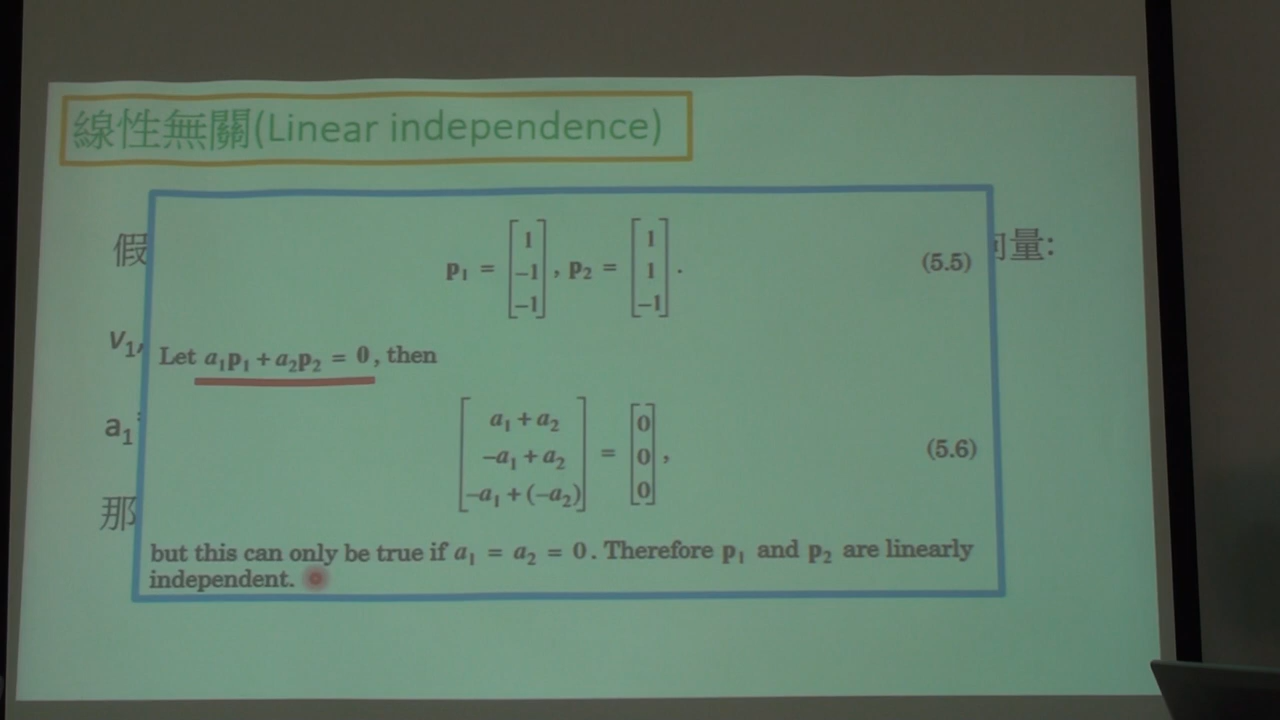 線性無關(Linear independence)
假 向量:
p1 = [1 -1 -1], p2 = [1 1 -1]. (5.5)
v1,
Let a1p1 + a2p2 = 0, then
a1
[a1 + a2 -a1 + a2 -a1 + (-a2)] = [0 0 0], (5.6)
那
but this can only be true if a1 = a2 = 0. Therefore p1 and p2 are linearly
independent.